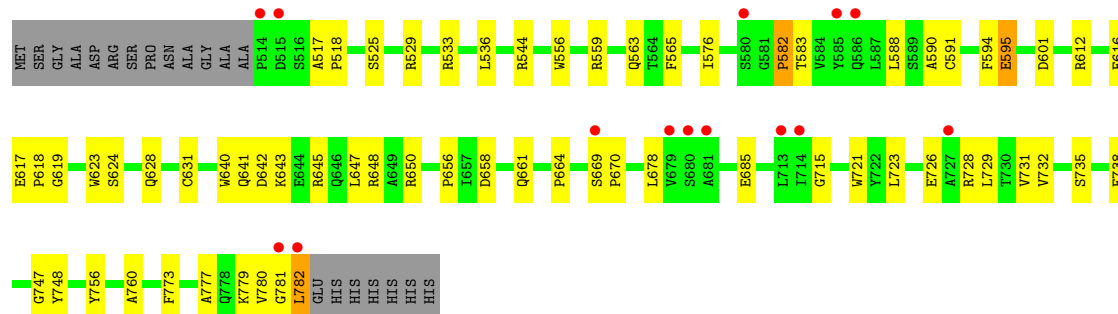 MET SER GLY ALA ASP ARG SER PRO ASN ALA GLY ALA ALA P514 D515 S516 A517 P518 S525 R529 R533 L536 R544 W556 R559 Q563 T564 F565 I576 S580 G581 P582 T583 V584 Y585 Q586 L587 L588 S589 A590 C591 F594 E595 D601 R612
E617 P618 G619 W623 S624 Q628 C631 W640 Q641 D642 K643 E644 R645 Q646 L647 R648 A649 R650 P656 I657 D658 Q661 P664 S669 P670 L678 V679 S680 A681 E685 L713 I714 G715 W721 Y722 L723 E726 A727 R728 L729 T730 V731 V732 S735
G747 Y748 Y756 A760 F773 A777 Q778 K779 V780 G781 L782 GLU HIS HIS HIS HIS HIS HIS